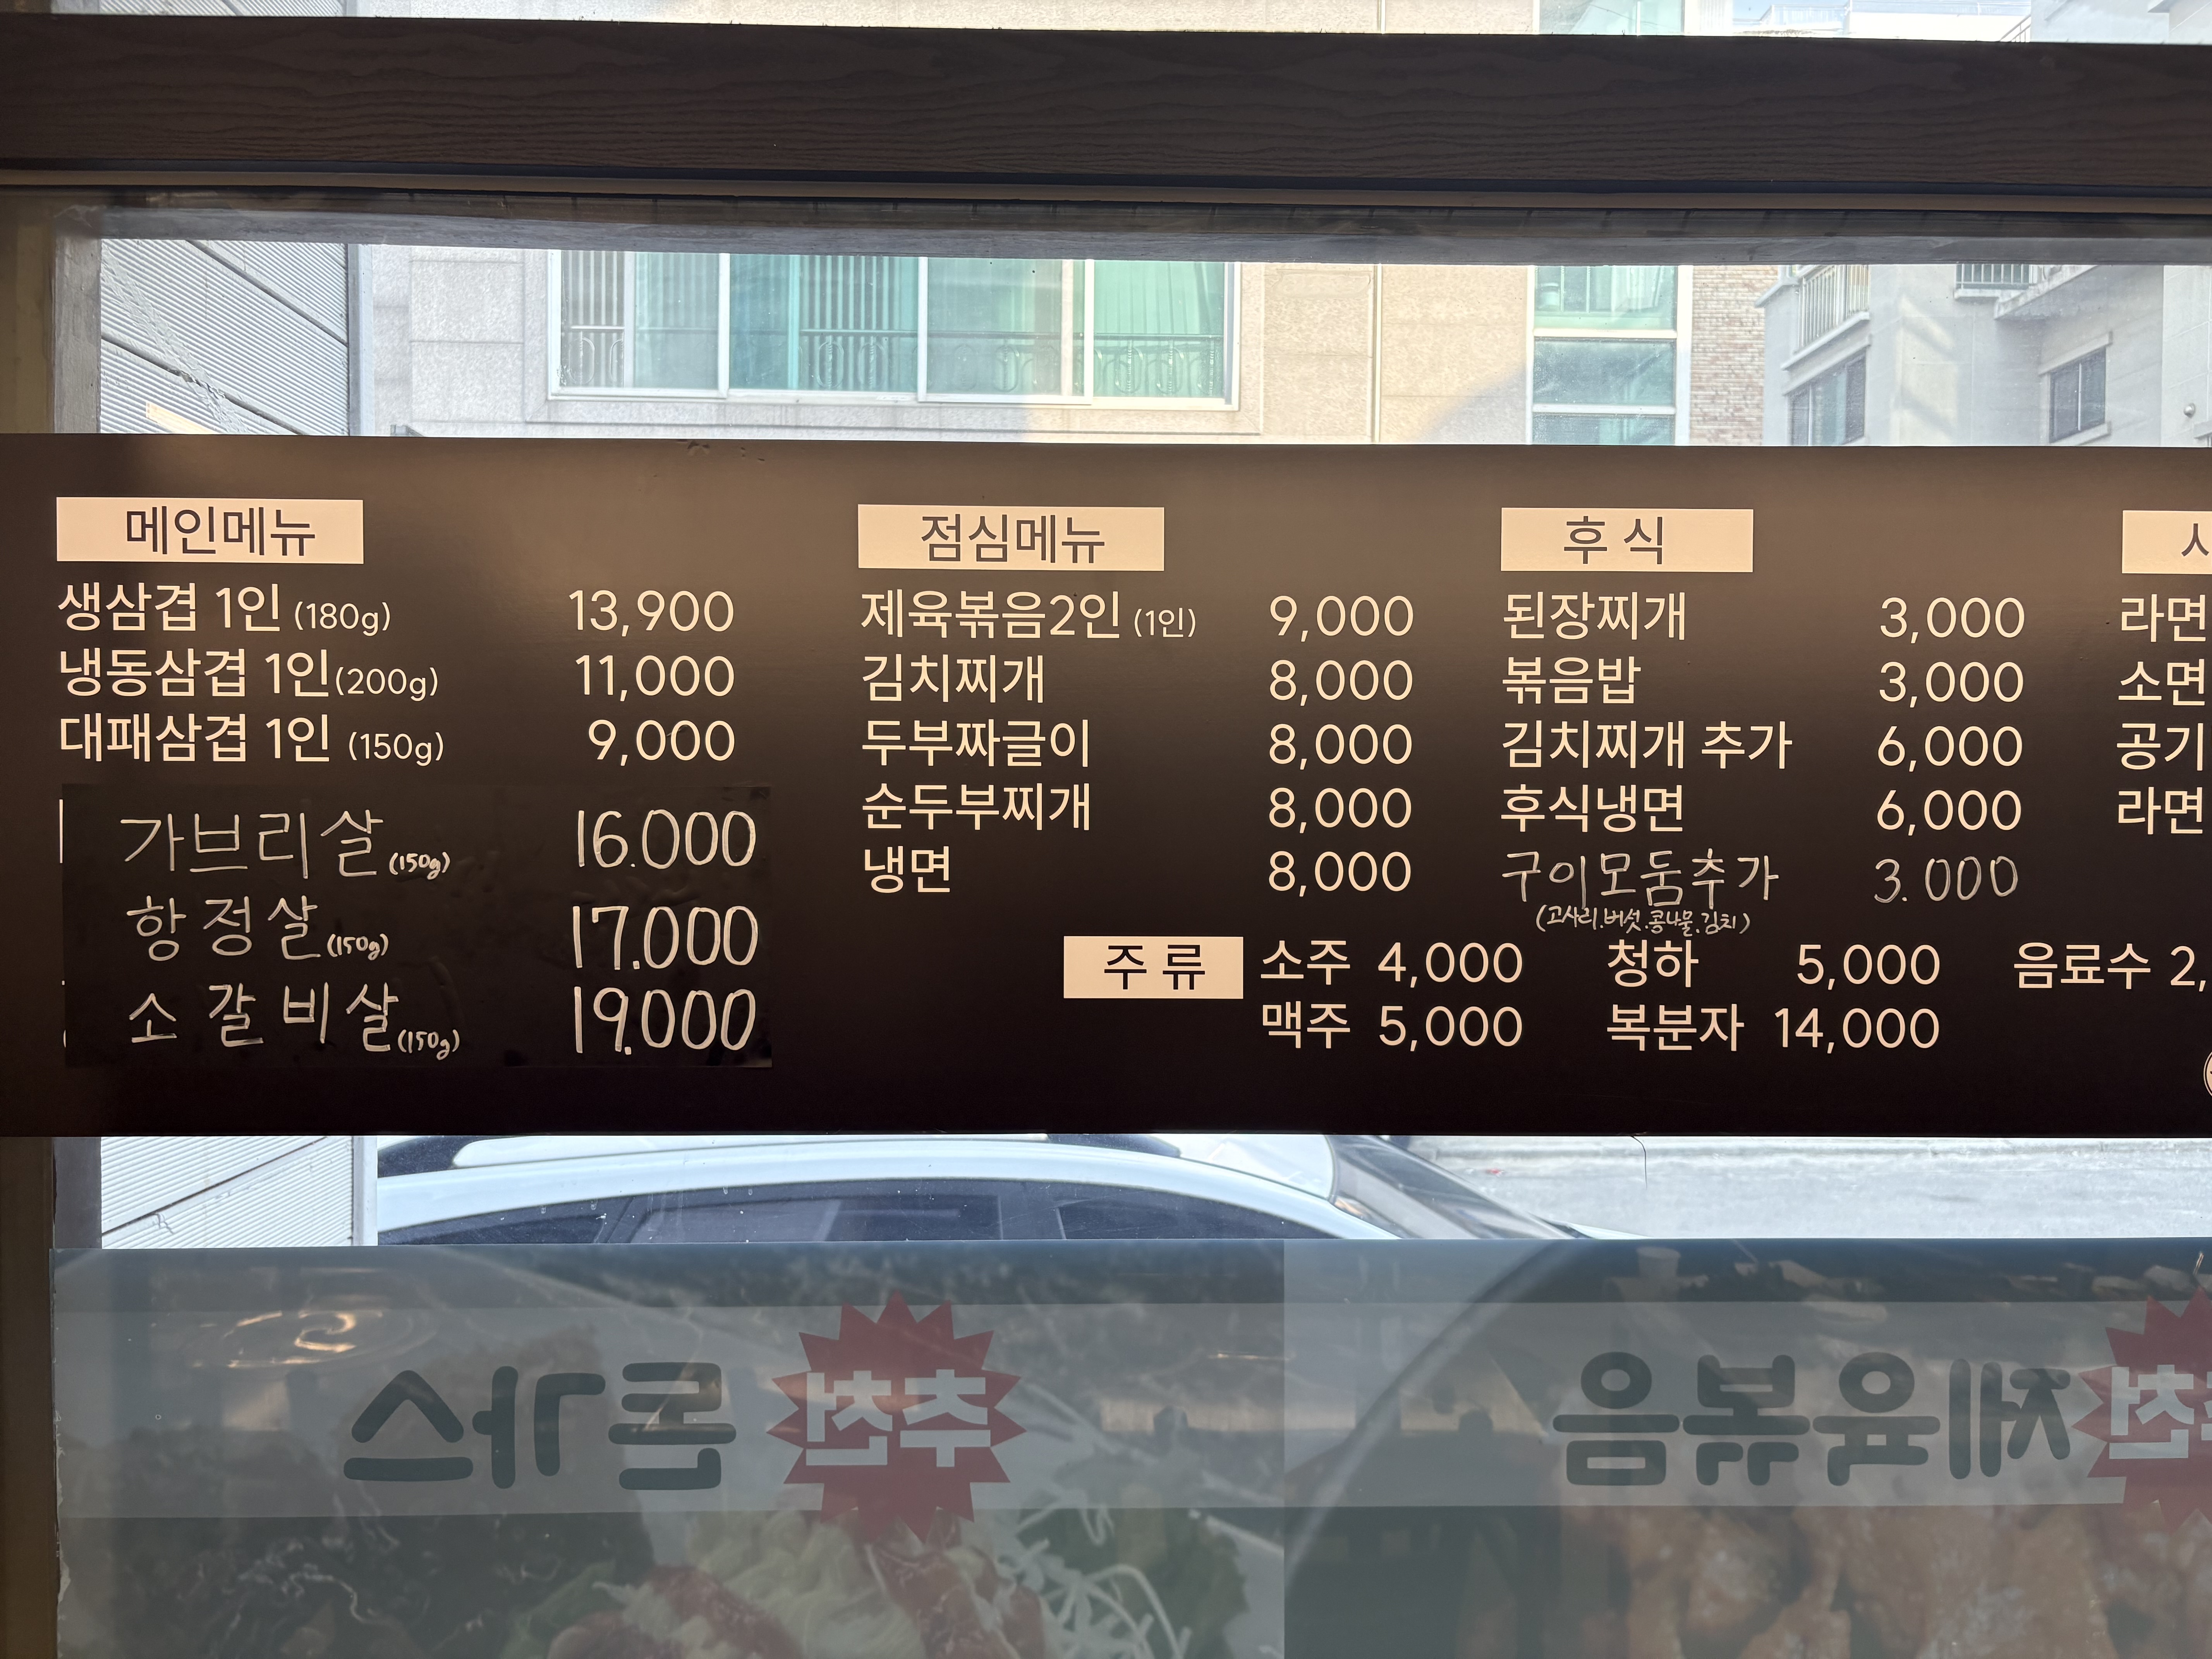 메인메뉴
생삼겹 1인 (180g) 13,900
냉동삼겹 1인(200g) 11,000
대패삼겹 1인 (150g) 9,000
가브리살(150g) 16.000
항정살(150g) 17.000
소갈비살(150g) 19.000
점심메뉴
제육볶음2인 (1인) 9,000
김치찌개 8,000
두부짜글이 8,000
순두부찌개 8,000
냉면 8,000
후 식
된장찌개 3,000
볶음밥 3,000
김치찌개 추가 6,000
후식냉면 6,000
구이모둠추가 3.000
(고사리.버섯.콩나물.김치)
라면
소면
공기
라면
주 류
소주 4,000 청하 5,000 음료수 2,
맥주 5,000 복분자 14,000
돈가스 추천
제육볶음 추천